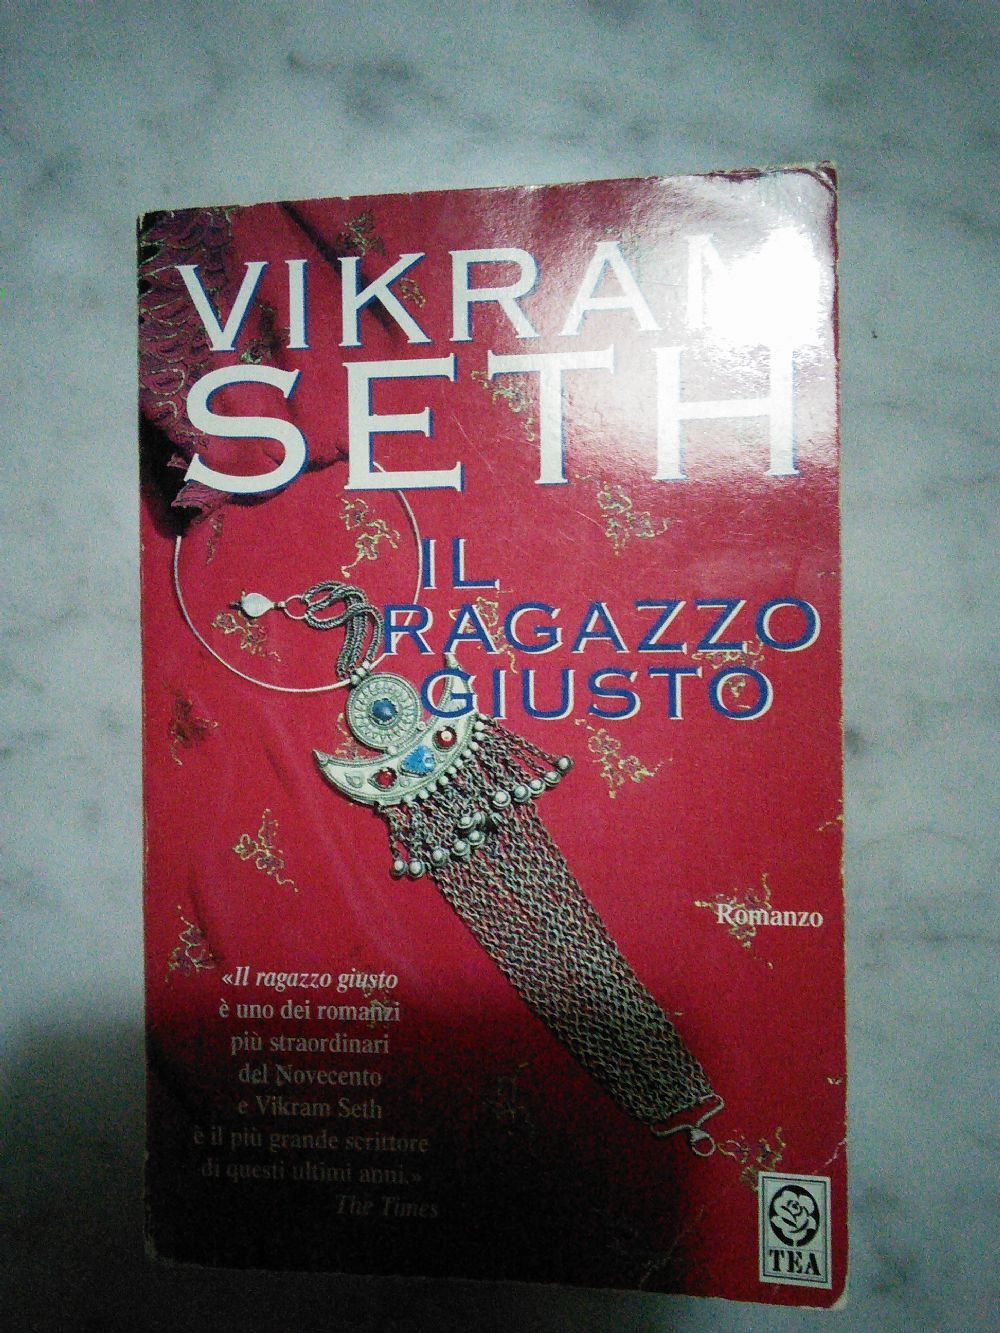 VIKRAM
SETH
IL
RAGAZZO
GIUSTO
Romanzo
«Il ragazzo giusto
è uno dei romanzi
più straordinari
del Novecento
e Vikram Seth
è il più grande scrittore
di questi ultimi anni.»
The Times
TEA